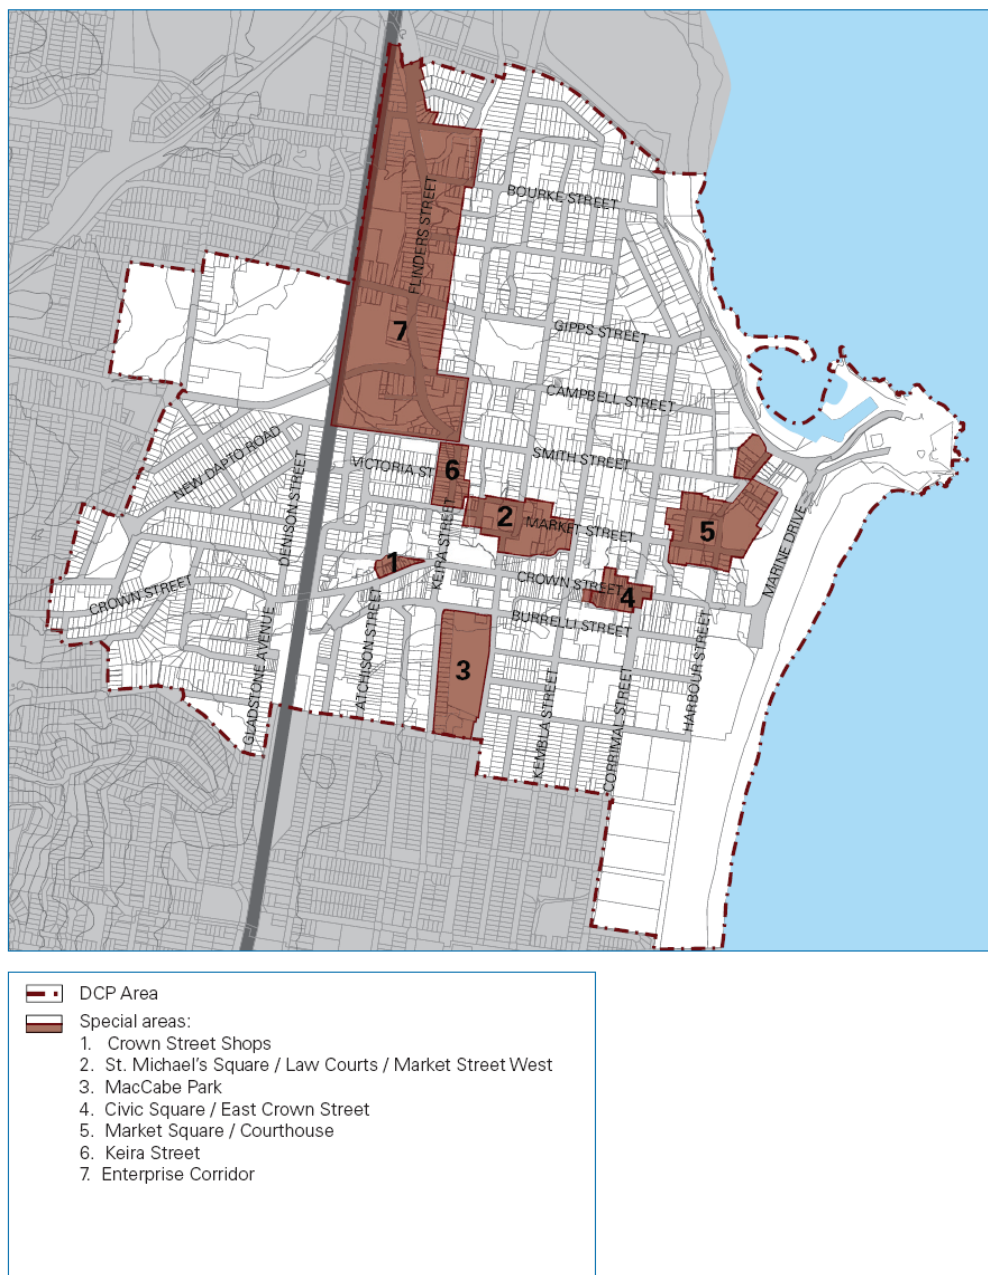 BOURKE STREET
FLINDERS STREET
7
GIPPS STREET
CAMPBELL STREET
NEW DAPTO ROAD
DENISON STREET
VICTORIA ST
6
SMITH STREET
KEIRA STREET
2
MARKET STREET
5
MARINE DRIVE
1
CROWN STREET
CROWN STREET
4
BURRELLI STREET
GLADSTONE AVENUE
ATCHISON STREET
3
KEMBLA STREET
CORRIMAL STREET
HARBOUR STREET
DCP Area
Special areas:
1. Crown Street Shops
2. St. Michael's Square / Law Courts / Market Street West
3. MacCabe Park
4. Civic Square / East Crown Street
5. Market Square / Courthouse
6. Keira Street
7. Enterprise Corridor